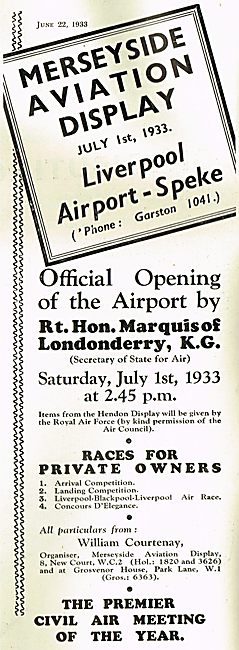 JUNE 22, 1933
MERSEYSIDE
AVIATION
DISPLAY
JULY 1st, 1933.
Liverpool
Airport - Speke
('Phone: Garston 1041.)
Official Opening
of the Airport by
Rt. Hon. Marquis of
Londonderry, K.G.
(Secretary of State for Air)
Saturday, July 1st, 1933
at 2.45 p.m.
Items from the Hendon Display will be given by
the Royal Air Force (by kind permission of the
Air Council).
RACES FOR
PRIVATE OWNERS
1. Arrival Competition.
2. Landing Competition.
3. Liverpool-Blackpool-Liverpool Air Race.
4. Concours D'Elegance.
All particulars from:
William Courtenay,
Organiser, Merseyside Aviation Display,
8, New Court, W.C.2 (Hol.: 1820 and 3626)
and at Grosvenor House, Park Lane, W.1
(Gros.: 6363).
THE PREMIER
CIVIL AIR MEETING
OF THE YEAR.